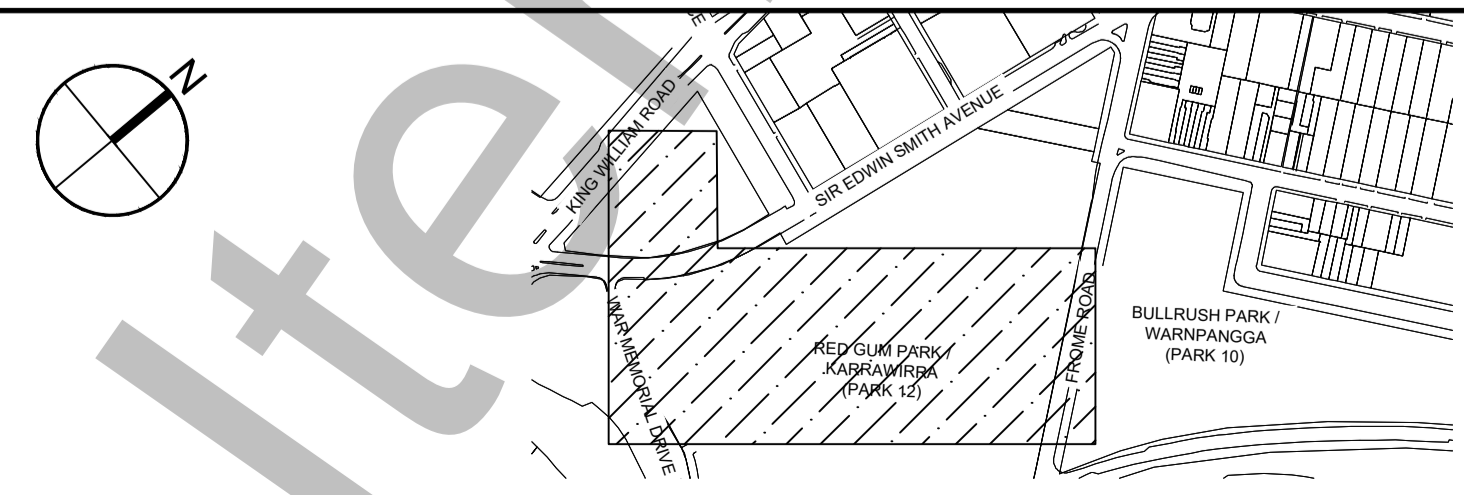 N
CE
KING WILLIAM ROAD
SIR EDWIN SMITH AVENUE
WAR MEMORIAL DRIVE
RED GUM PARK /
KARRAWIRRA
(PARK 12)
FROME ROAD
BULLRUSH PARK /
WARNPANGGA
(PARK 10)